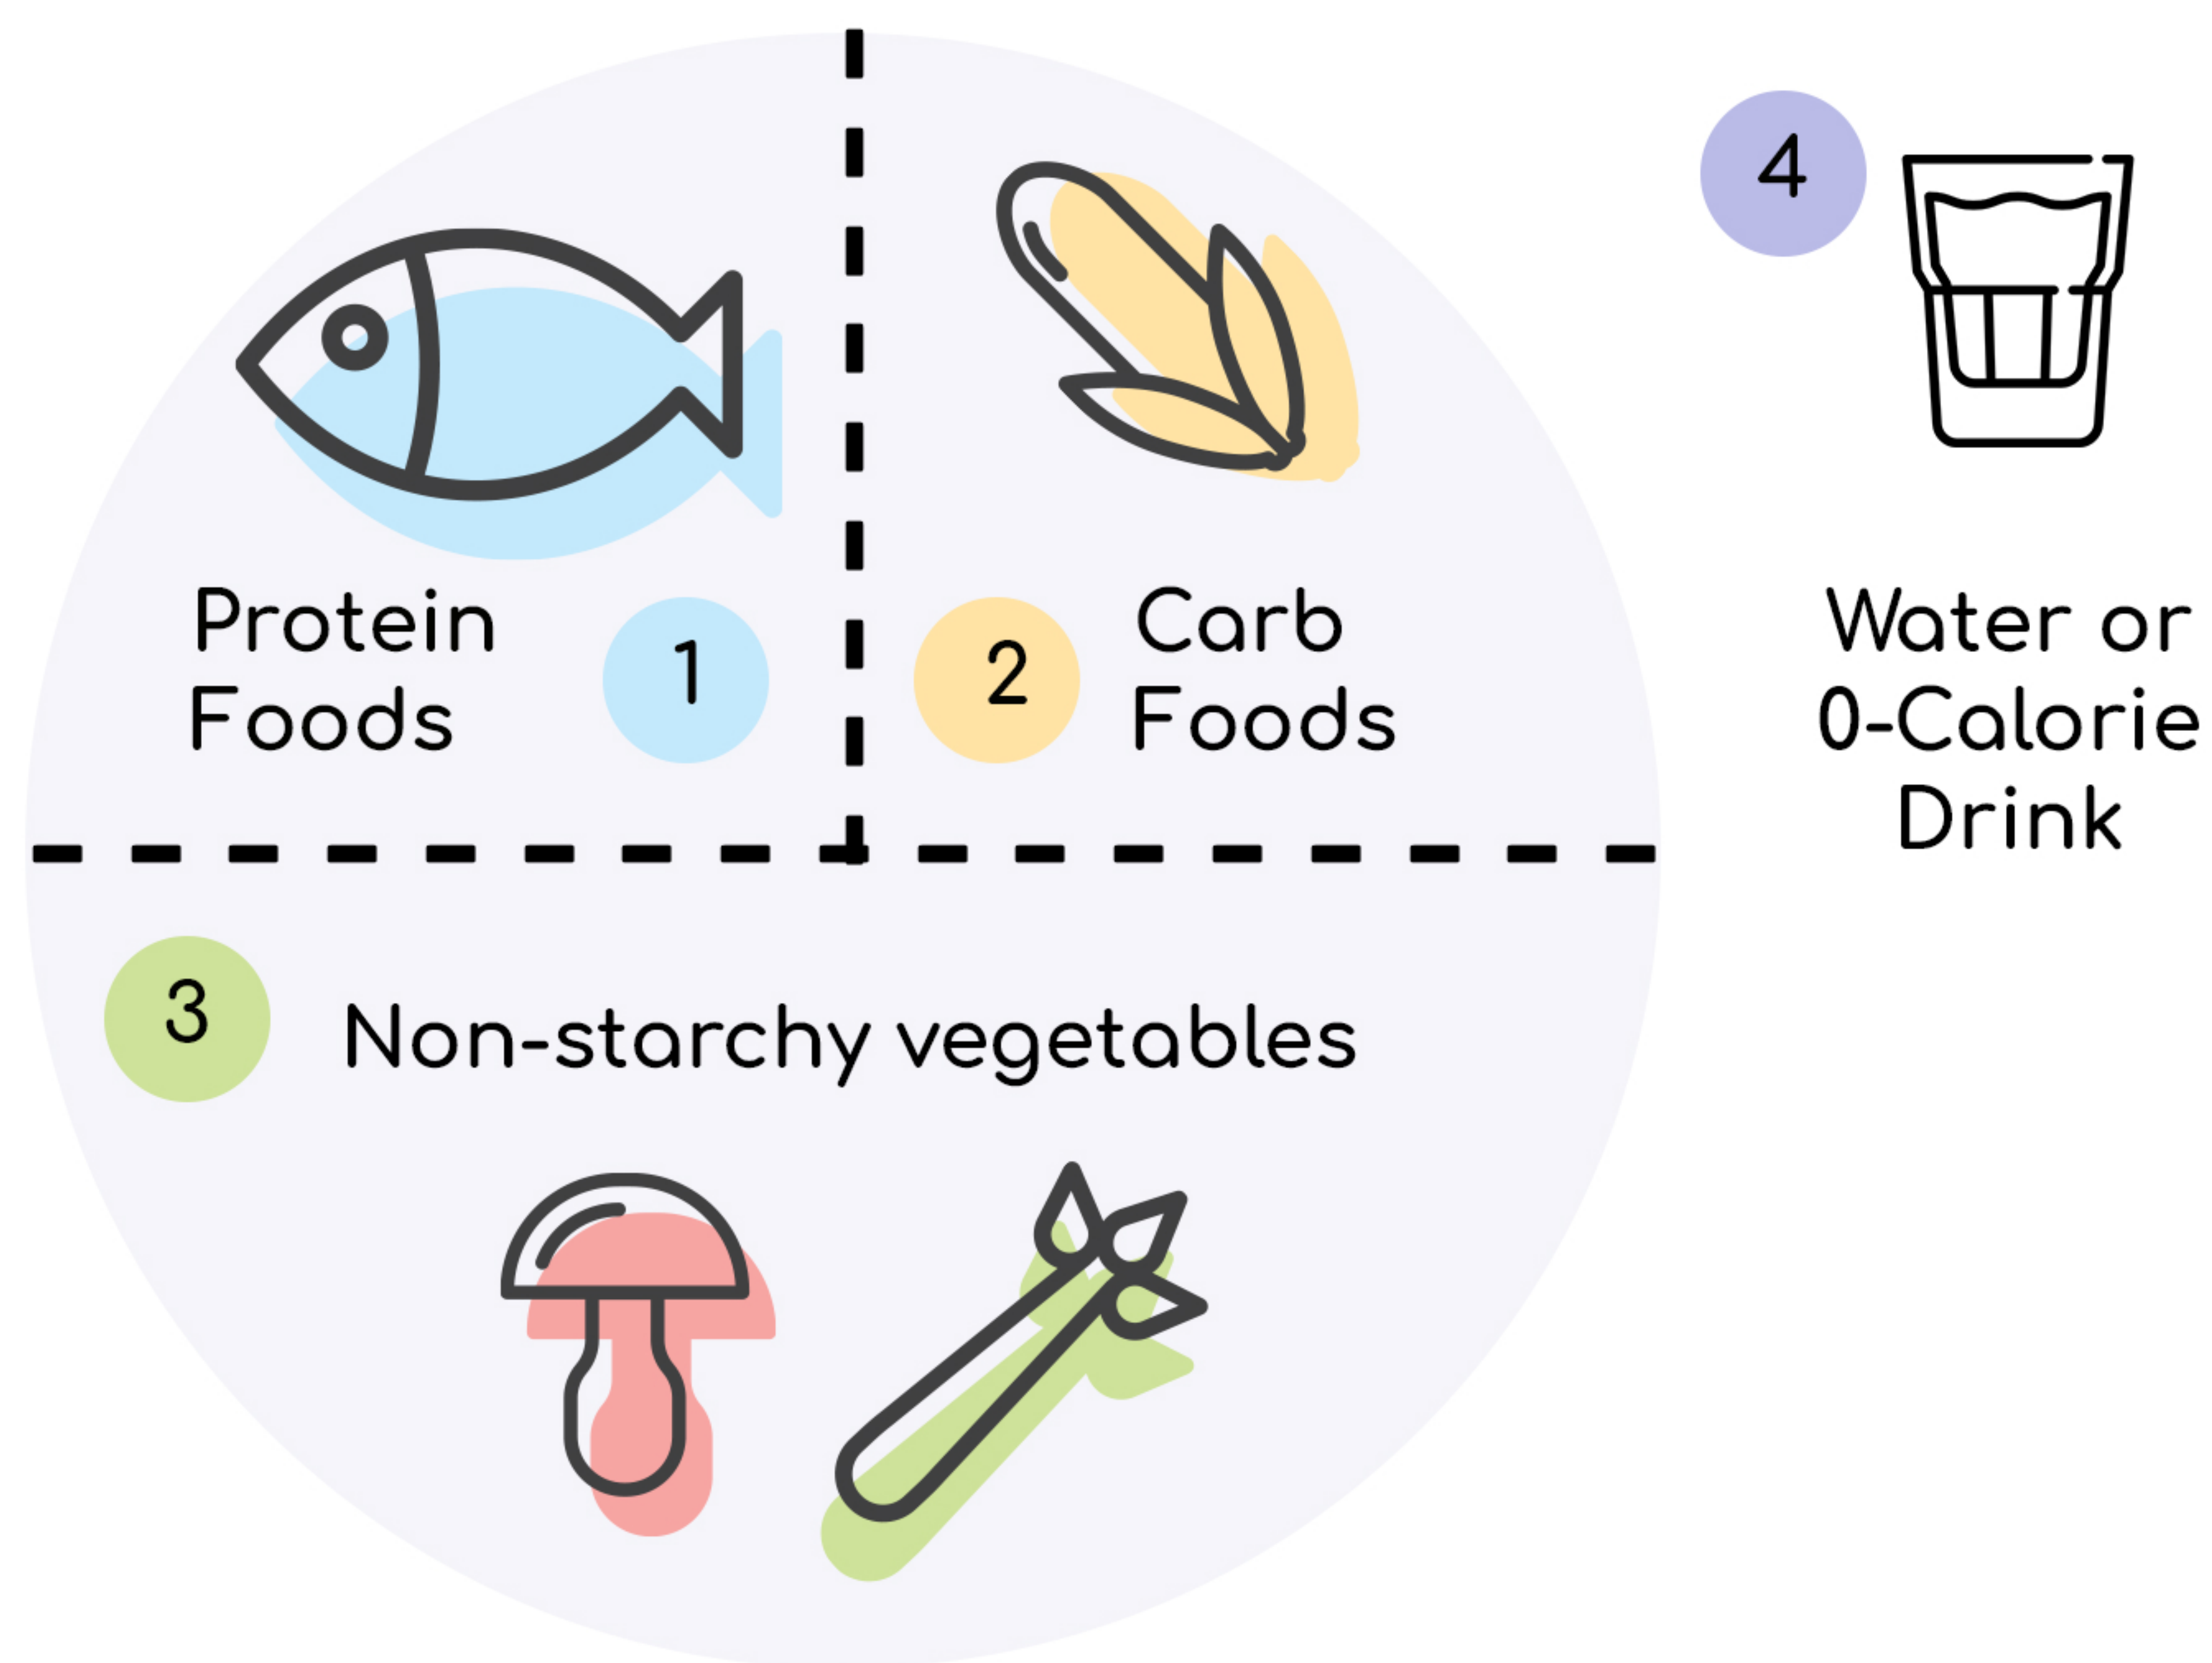 Protein
Foods
1
2
Carb
Foods
3
Non-starchy vegetables
4
Water or
0-Calorie
Drink